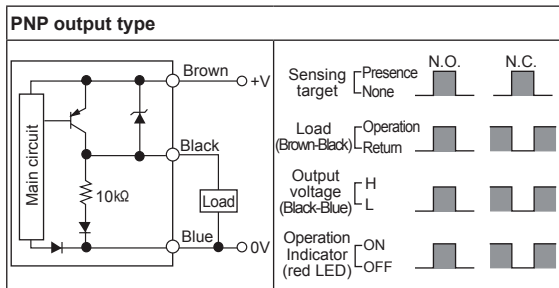 PNP output type
Main circuit
Brown
+V
Black
10kΩ
Load
Blue
0V
N.O.
N.C.
Sensing target
Presence
None
Load
(Brown-Black)
Operation
Return
Output voltage
(Black-Blue)
H
L
Operation Indicator
(red LED)
ON
OFF